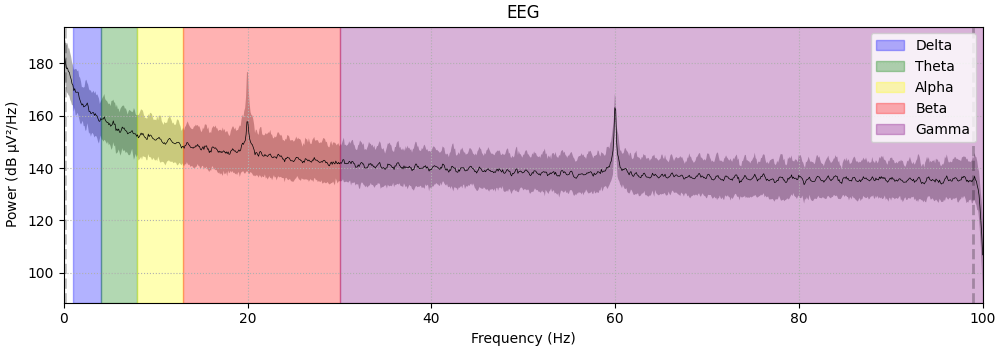 EEG
Power (dB µV²/Hz)
180
160
140
120
100
Delta
Theta
Alpha
Beta
Gamma
0 20 40 60 80 100
Frequency (Hz)